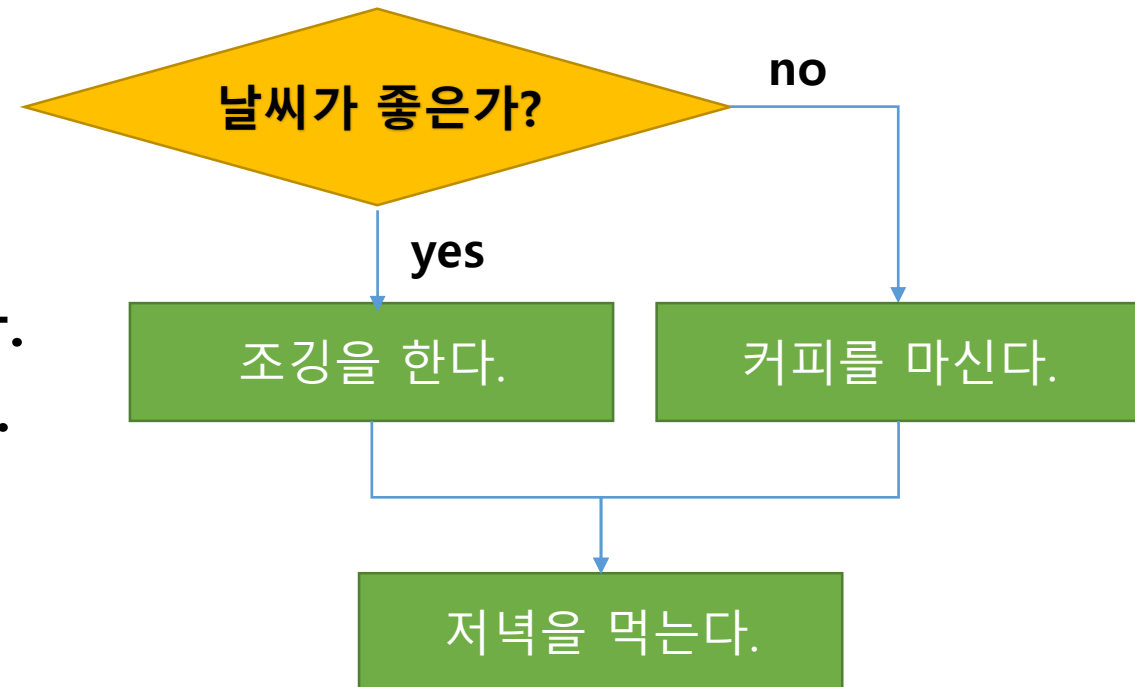 날씨가 좋은가?
no
yes
조깅을 한다.
커피를 마신다.
저녁을 먹는다.